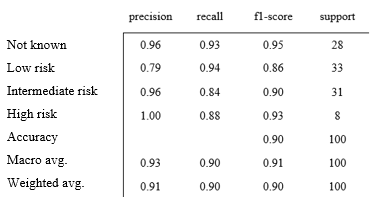 precision recall f1-score support
Not known 0.96 0.93 0.95 28
Low risk 0.79 0.94 0.86 33
Intermediate risk 0.96 0.84 0.90 31
High risk 1.00 0.88 0.93 8
Accuracy 0.90 100
Macro avg. 0.93 0.90 0.91 100
Weighted avg. 0.91 0.90 0.90 100